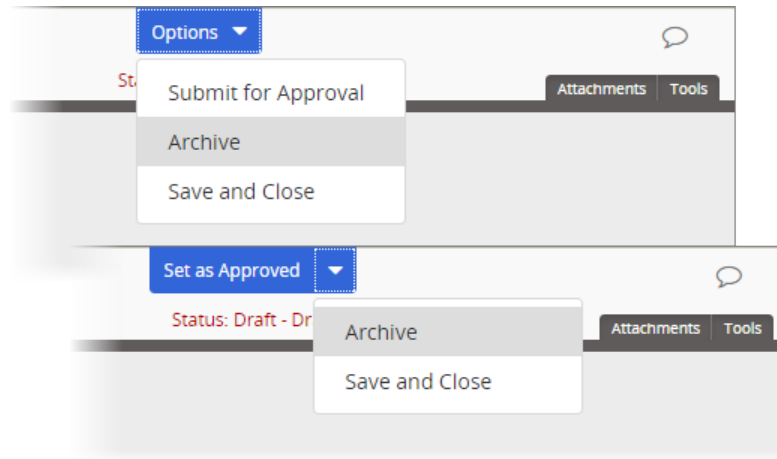 Options
St
Submit for Approval
Attachments Tools
Archive
Save and Close
Set as Approved
Status: Draft - Dr
Archive
Attachments Tools
Save and Close